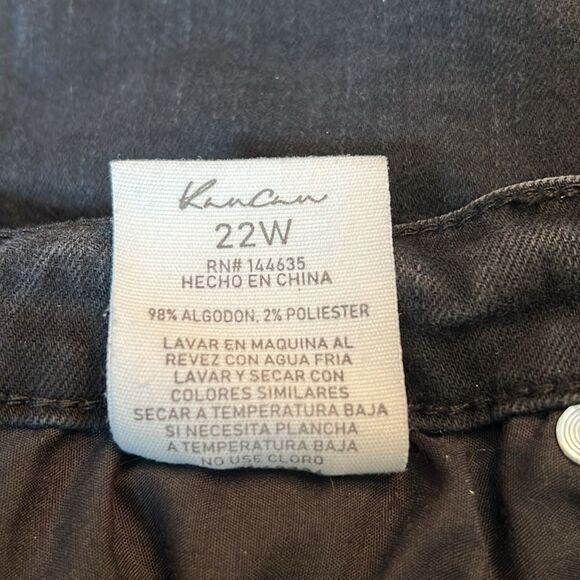 KanCan
22W
RN# 144635
HECHO EN CHINA
98% ALGODON, 2% POLIESTER
LAVAR EN MAQUINA AL
REVEZ CON AGUA FRIA
LAVAR Y SECAR CON
COLORES SIMILARES
SECAR A TEMPERATURA BAJA
SI NECESITA PLANCHA
A TEMPERATURA BAJA
NO USE CLORO